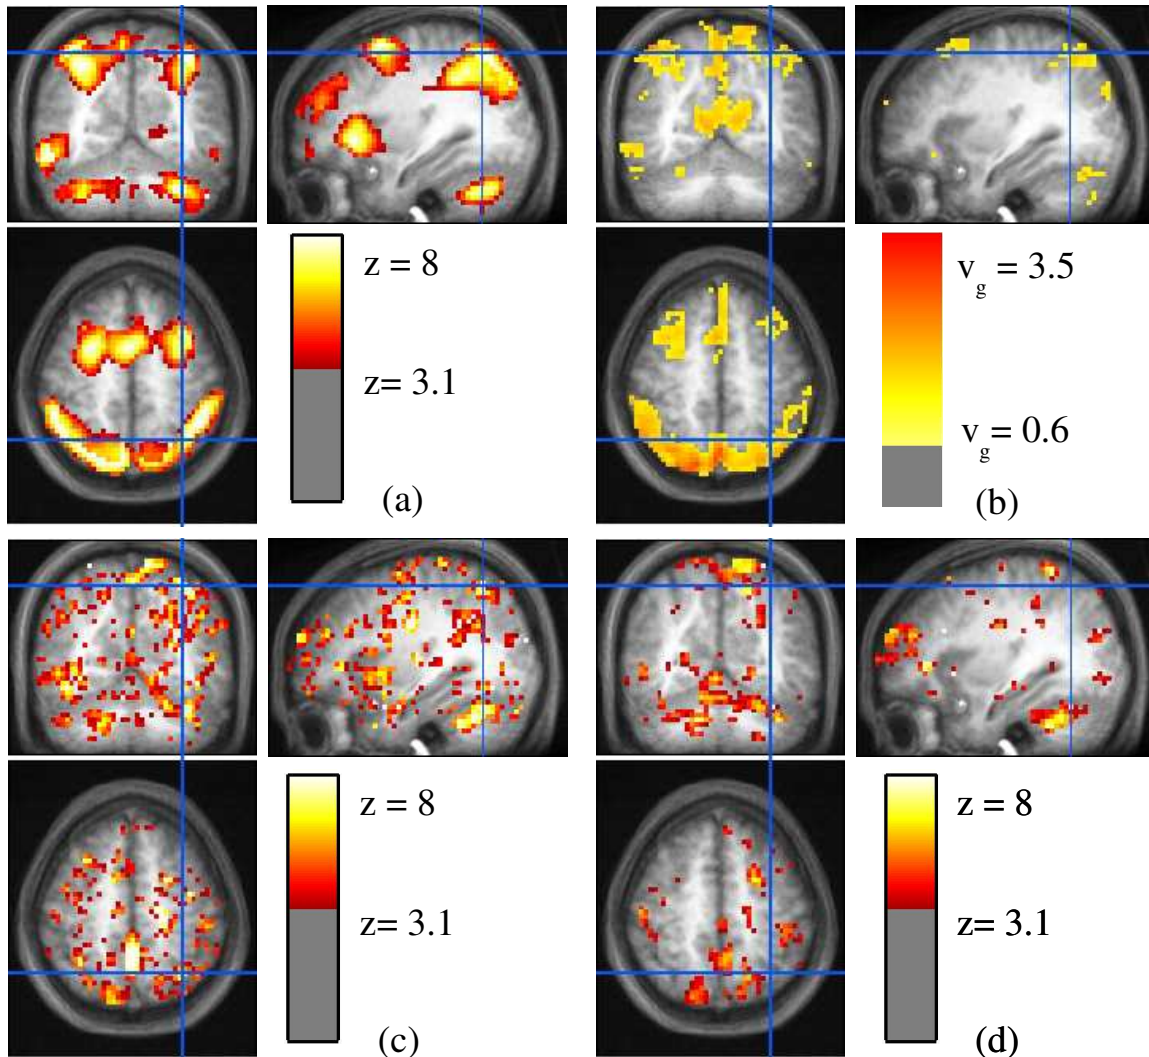 z = 8
z= 3.1
(a)
v_g = 3.5
v_g = 0.6
(b)
z = 8
z= 3.1
(c)
z = 8
z= 3.1
(d)